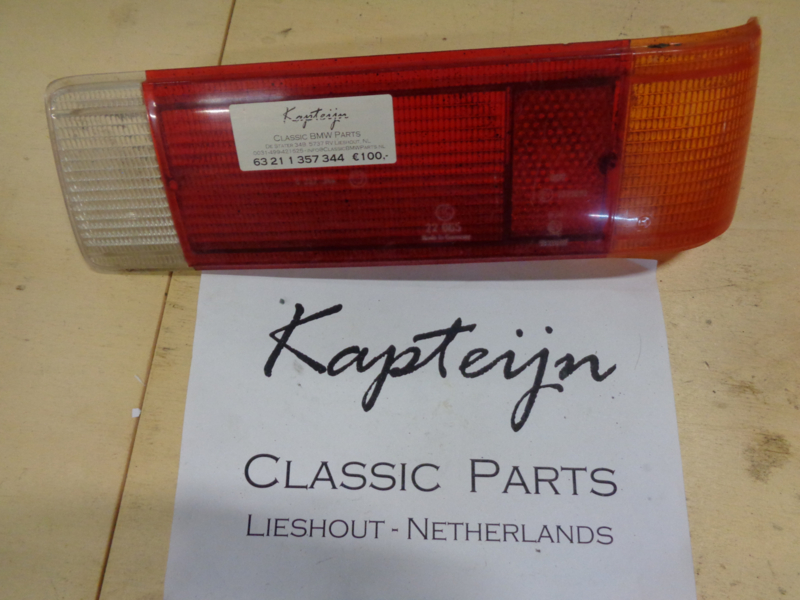 Kapteijn
Classic BMW Parts
63 21 1 357 344 €100,-
Kapteijn
Classic Parts
Lieshout - Netherlands